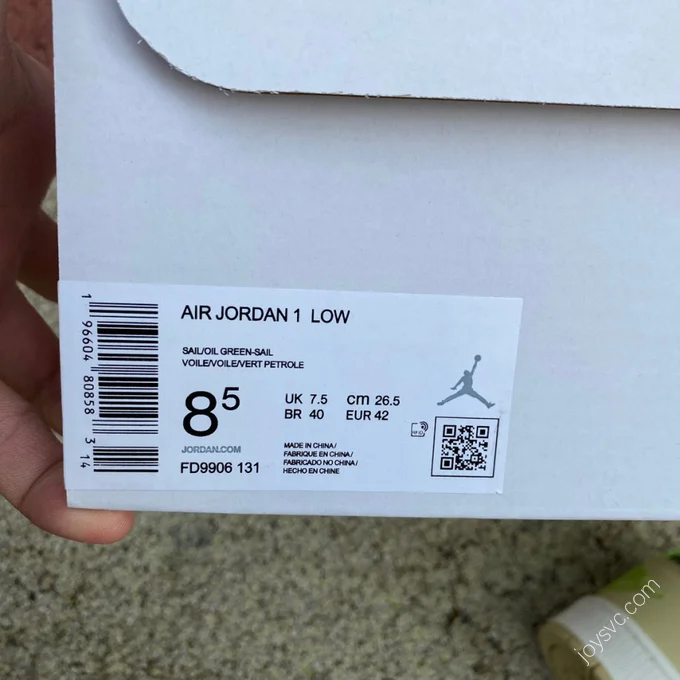 AIR JORDAN 1 LOW
SAIL/OIL GREEN-SAIL
VOILE/VOILE/VERT PETROLE
8⁵
UK 7.5 cm 26.5
BR 40 EUR 42
JORDAN.COM
FD9906 131
MADE IN CHINA/
FABRIQUE EN CHINE/
FABRICADO NO CHINA/
HECHO EN CHINE
1 96604 80858 3 14
joysvc.com